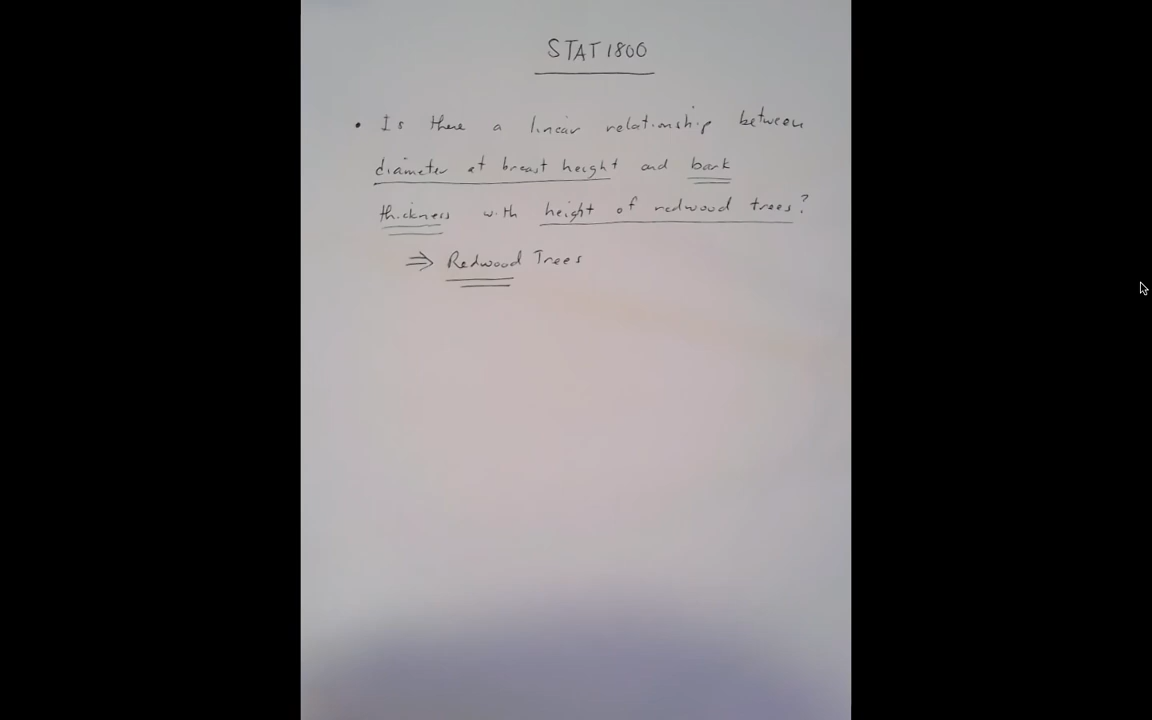 STAT 1800
• Is there a linear relationship between
diameter at breast height and bark
thickness with height of redwood trees?
⇒ Redwood Trees